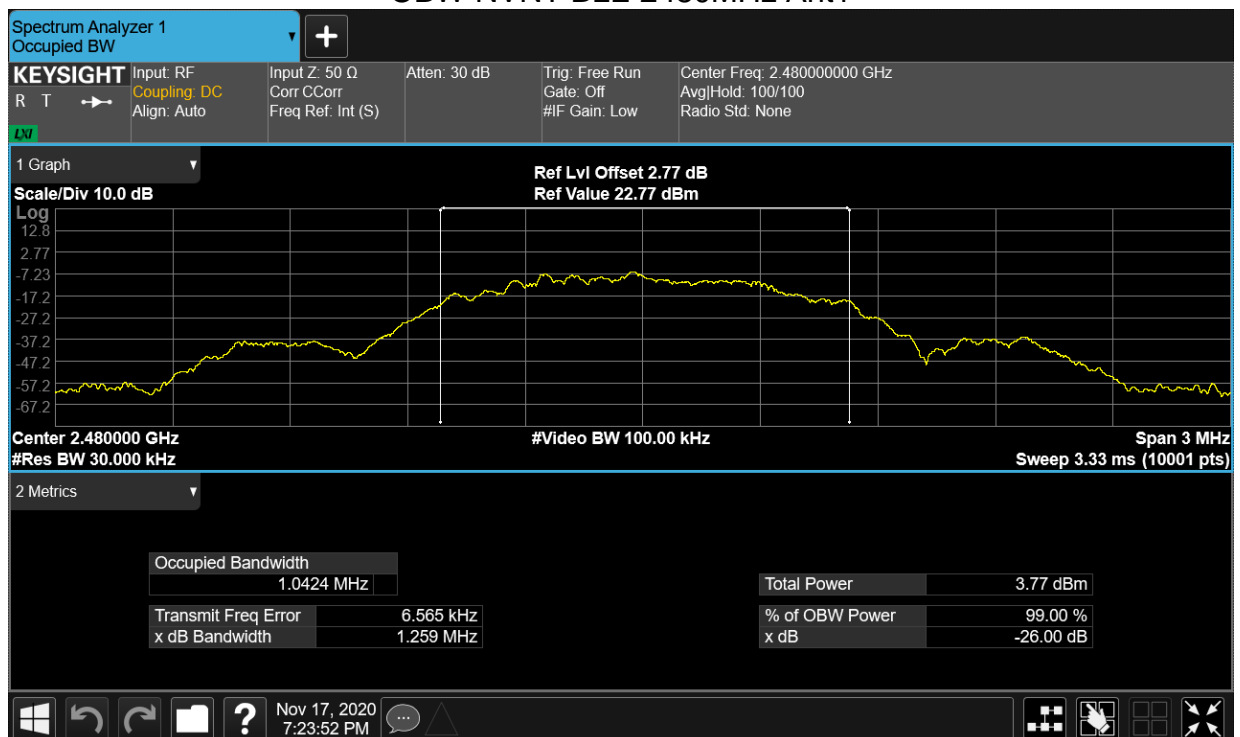 Spectrum Analyzer 1
Occupied BW
KEYSIGHT
R T
LXI
Input: RF
Coupling: DC
Align: Auto
Input Z: 50 Ω
Corr CCorr
Freq Ref: Int (S)
Atten: 30 dB
Trig: Free Run
Gate: Off
#IF Gain: Low
Center Freq: 2.480000000 GHz
Avg|Hold: 100/100
Radio Std: None
1 Graph
Scale/Div 10.0 dB
Ref Lvl Offset 2.77 dB
Ref Value 22.77 dBm
Log
12.8
2.77
-7.23
-17.2
-27.2
-37.2
-47.2
-57.2
-67.2
Center 2.480000 GHz
#Res BW 30.000 kHz
#Video BW 100.00 kHz
Span 3 MHz
Sweep 3.33 ms (10001 pts)
2 Metrics
Occupied Bandwidth
1.0424 MHz
Transmit Freq Error 6.565 kHz
x dB Bandwidth 1.259 MHz
Total Power 3.77 dBm
% of OBW Power 99.00 %
x dB -26.00 dB
?
Nov 17, 2020
7:23:52 PM